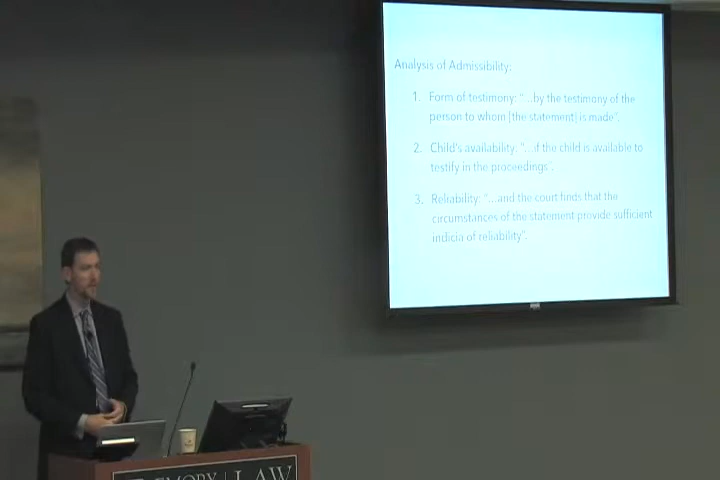 Analysis of Admissibility:
1. Form of testimony: "...by the testimony of the
person to whom [the statement] is made".
2. Child's availability: "...if the child is available to
testify in the proceedings".
3. Reliability: "...and the court finds that the
circumstances of the statement provide sufficient
indicia of reliability".
EMORY | LAW